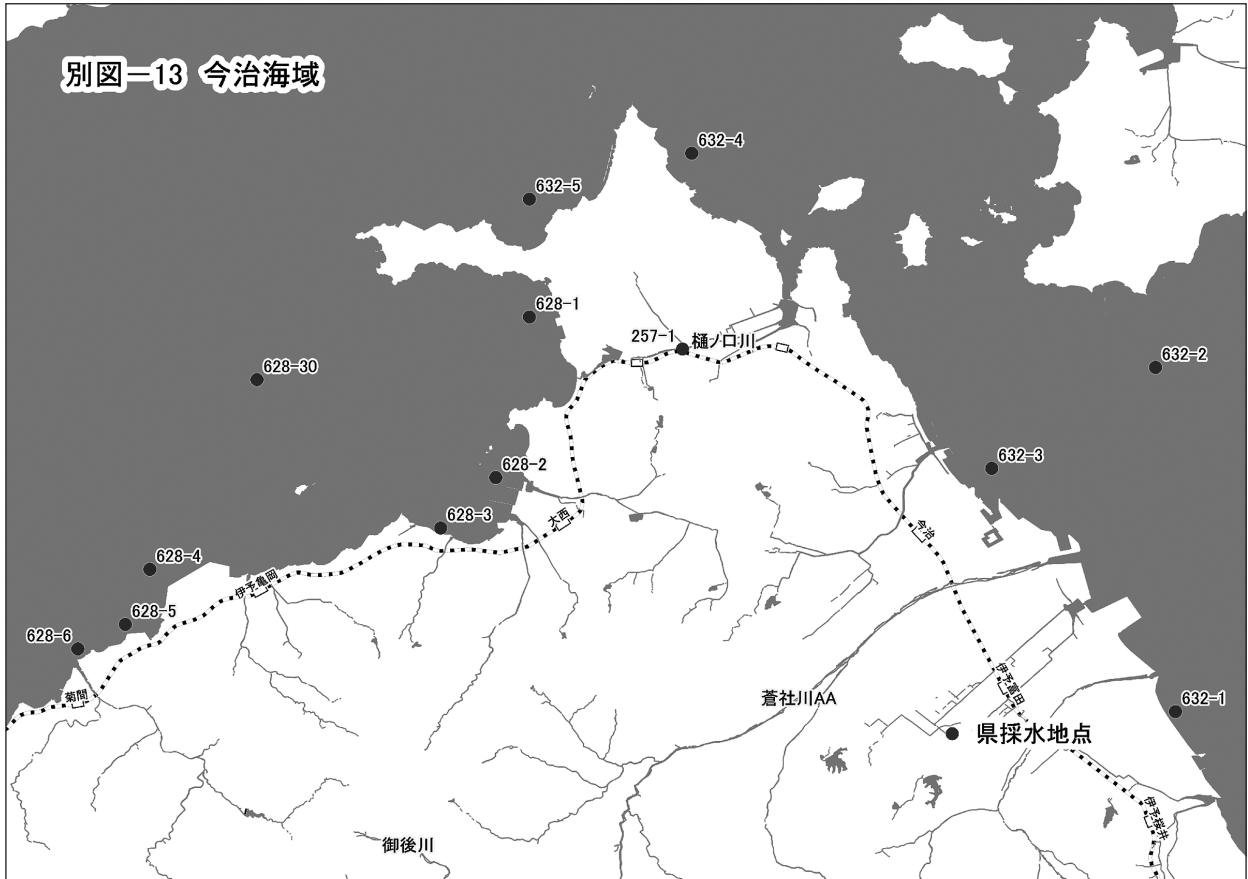 別図－13 今治海域
632-4
632-5
628-1
257-1
樋ノ口川
628-30
632-2
628-2
632-3
628-3
大西
今治
628-4
伊予亀岡
628-5
628-6
菊間
伊予富田
蒼社川AA
632-1
県採水地点
伊予桜井
御後川